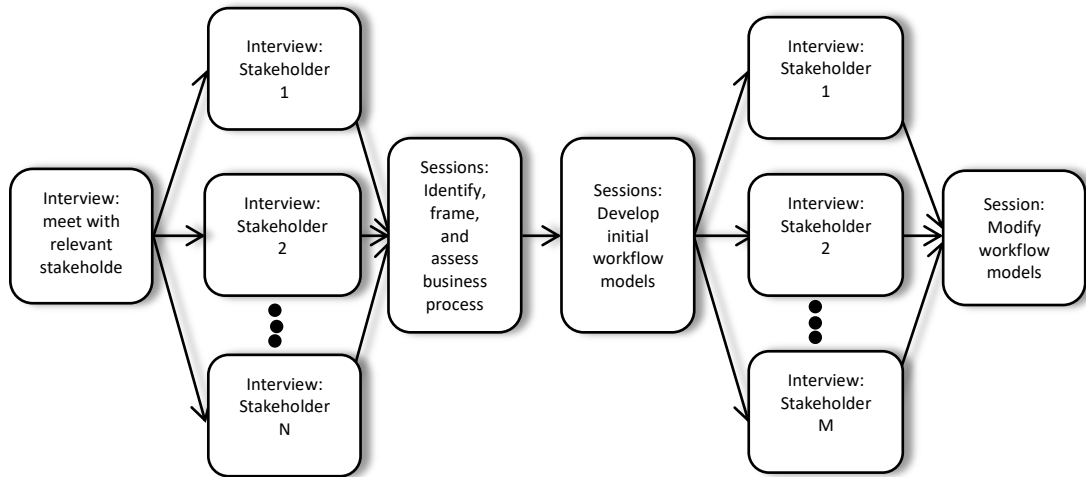 Interview:
meet with
relevant
stakeholde
Interview:
Stakeholder
1
Interview:
Stakeholder
2
Interview:
Stakeholder
N
Sessions:
Identify,
frame,
and
assess
business
process
Sessions:
Develop
initial
workflow
models
Interview:
Stakeholder
1
Interview:
Stakeholder
2
Interview:
Stakeholder
M
Session:
Modify
workflow
models